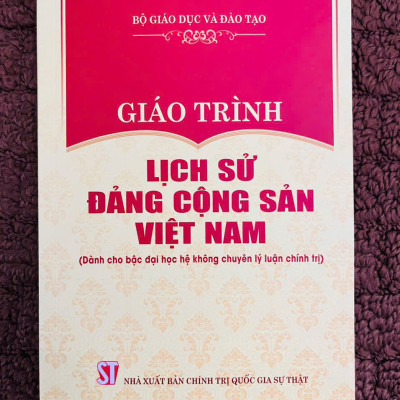 BỘ GIÁO DỤC VÀ ĐÀO TẠO
GIÁO TRÌNH
LỊCH SỬ
ĐẢNG CỘNG SẢN
VIỆT NAM
(Dành cho bậc đại học hệ không chuyên lý luận chính trị)
ST
NHÀ XUẤT BẢN CHÍNH TRỊ QUỐC GIA SỰ THẬT